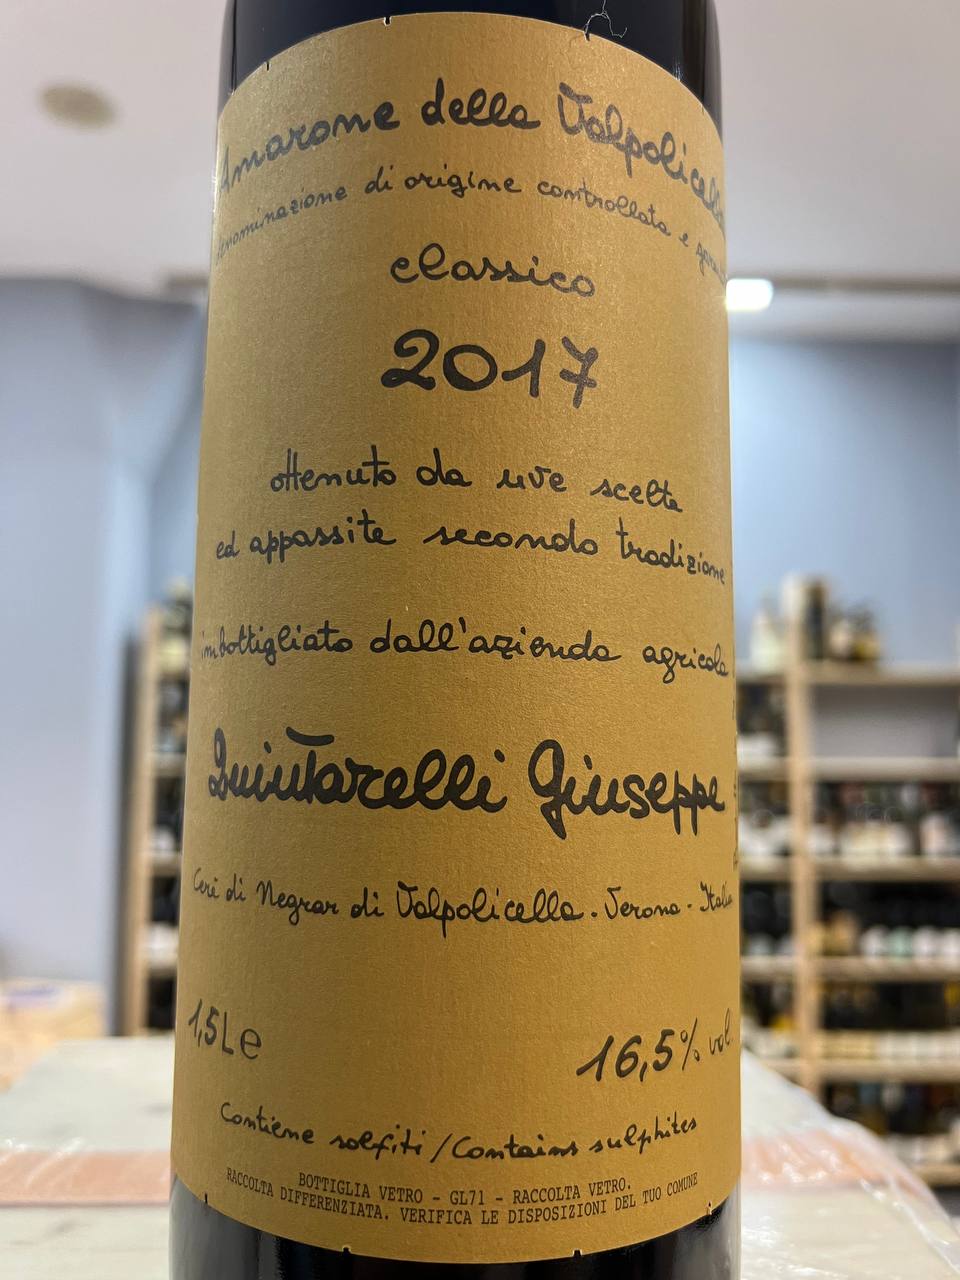 Amarone della Valpolicella
denominazione di origine controllata e
classico
2017
ottenuto da uve scelte
ed appassite secondo tradizione
imbottigliato dall'azienda agricola
Quintarelli Giuseppe
Cerè di Negrar di Valpolicella - Verona - Italia
1,5Le 16,5% vol.
Contiene solfiti / Contains sulphites
BOTTIGLIA VETRO - GL71 - RACCOLTA VETRO.
RACCOLTA DIFFERENZIATA. VERIFICA LE DISPOSIZIONI DEL TUO COMUNE